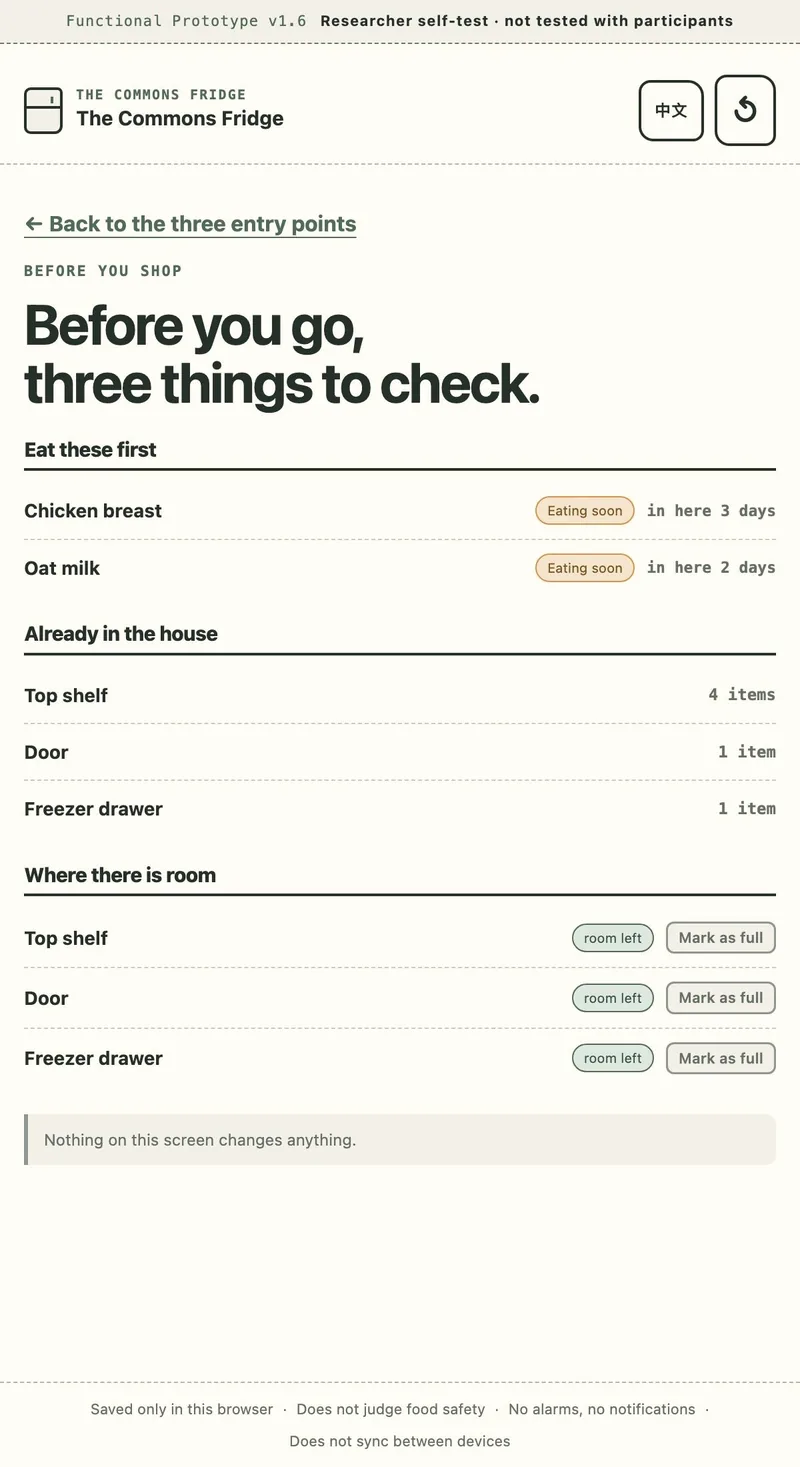 Functional Prototype v1.6 Researcher self-test · not tested with participants
THE COMMONS FRIDGE
The Commons Fridge
中文
← Back to the three entry points
BEFORE YOU SHOP
Before you go,
three things to check.
Eat these first
Chicken breast Eating soon in here 3 days
Oat milk Eating soon in here 2 days
Already in the house
Top shelf 4 items
Door 1 item
Freezer drawer 1 item
Where there is room
Top shelf room left Mark as full
Door room left Mark as full
Freezer drawer room left Mark as full
Nothing on this screen changes anything.
Saved only in this browser · Does not judge food safety · No alarms, no notifications ·
Does not sync between devices